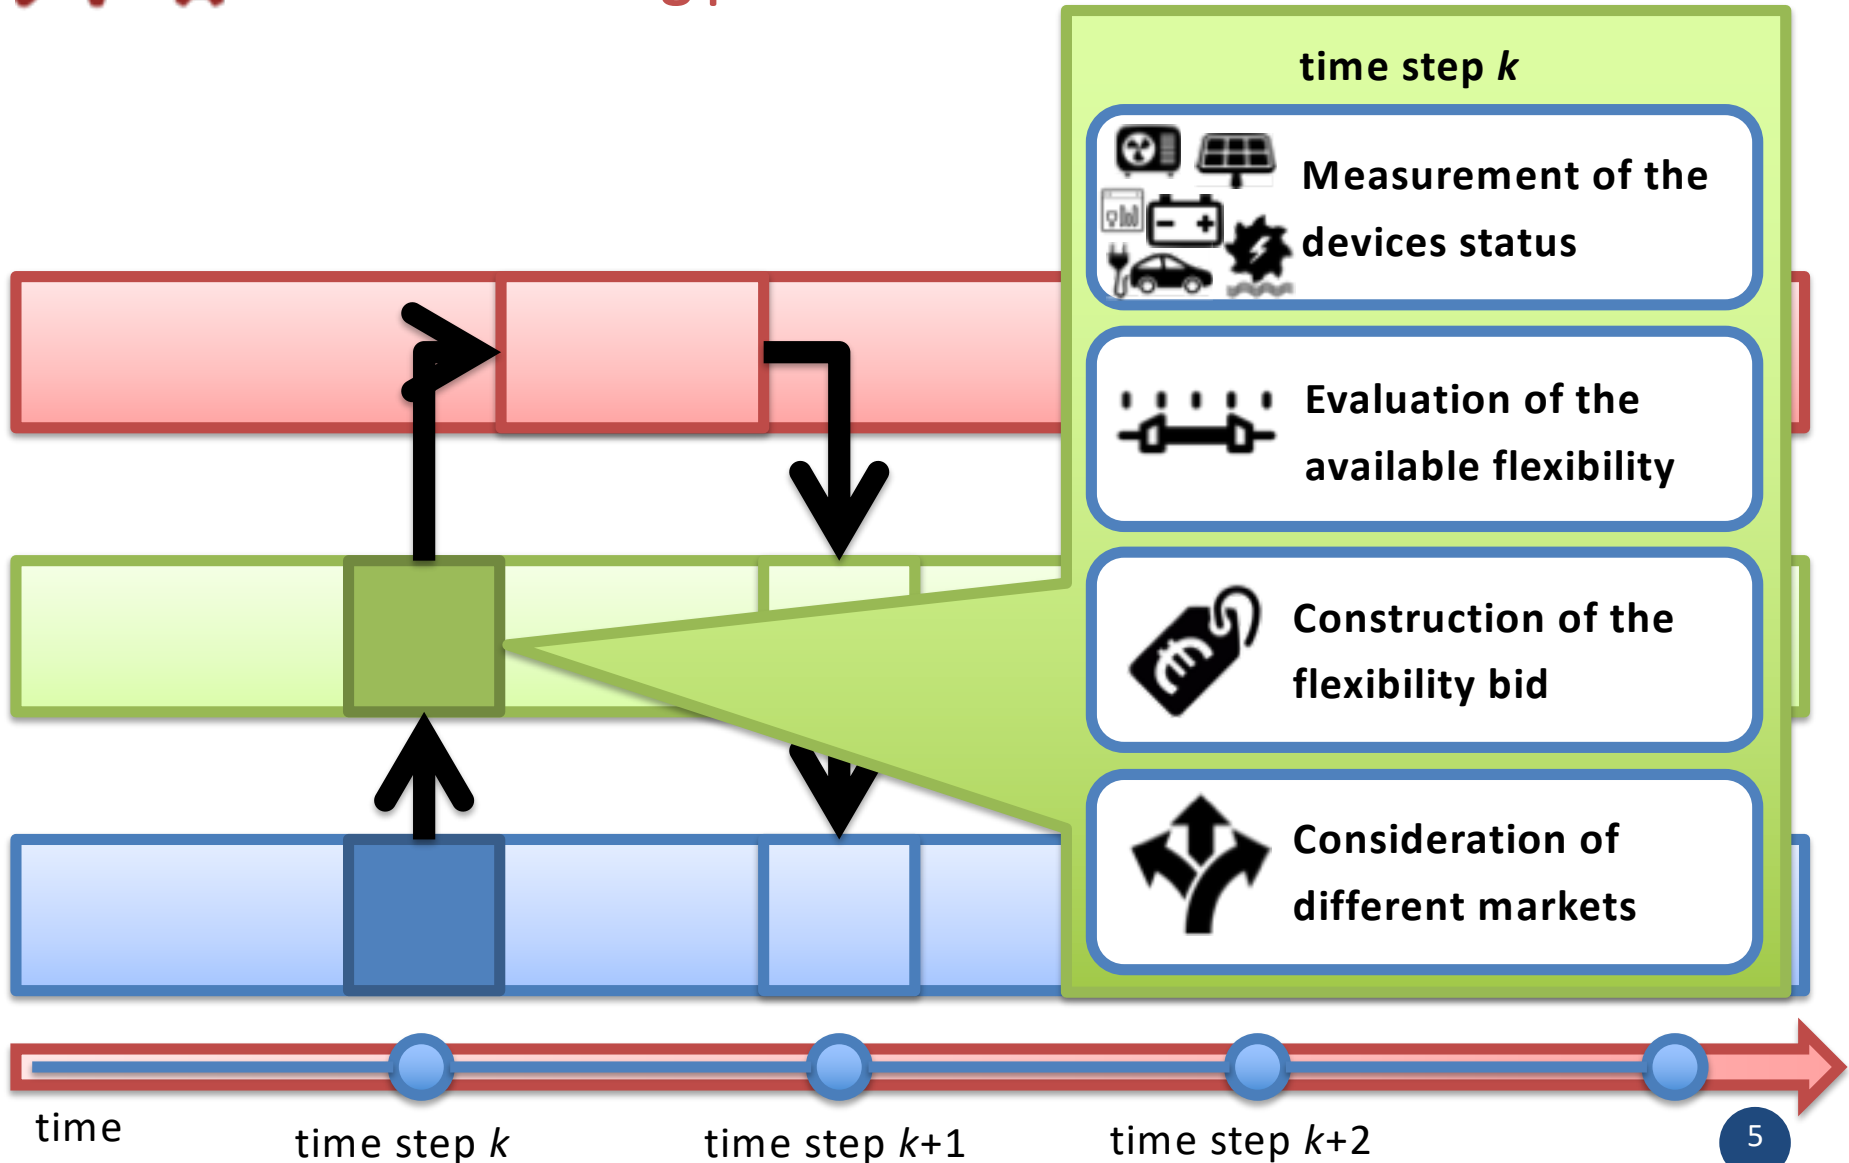 time step k
Measurement of the
devices status
Evaluation of the
available flexibility
Construction of the
flexibility bid
Consideration of
different markets
time
time step k
time step k+1
time step k+2
5